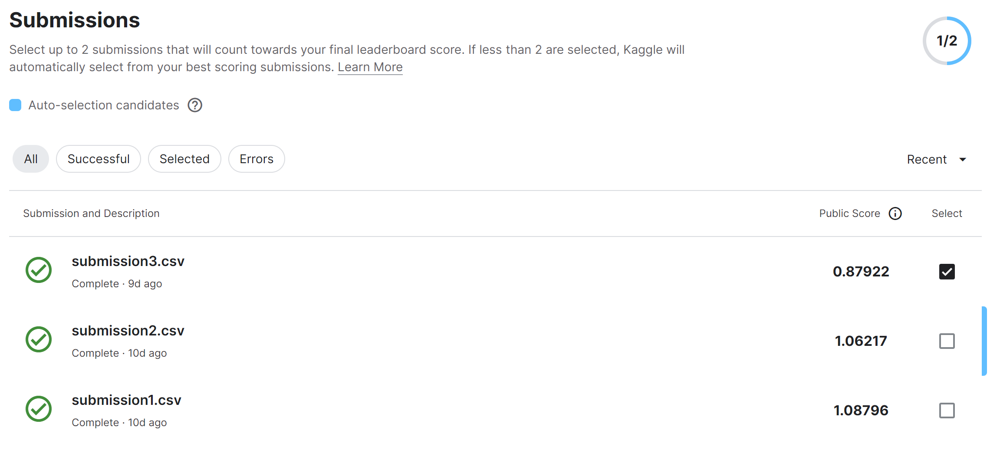 Submissions
1/2
Select up to 2 submissions that will count towards your final leaderboard score. If less than 2 are selected, Kaggle will
automatically select from your best scoring submissions. Learn More
Auto-selection candidates ?
All Successful Selected Errors Recent
Submission and Description Public Score i Select
submission3.csv
Complete · 9d ago
0.87922
submission2.csv
Complete · 10d ago
1.06217
submission1.csv
Complete · 10d ago
1.08796